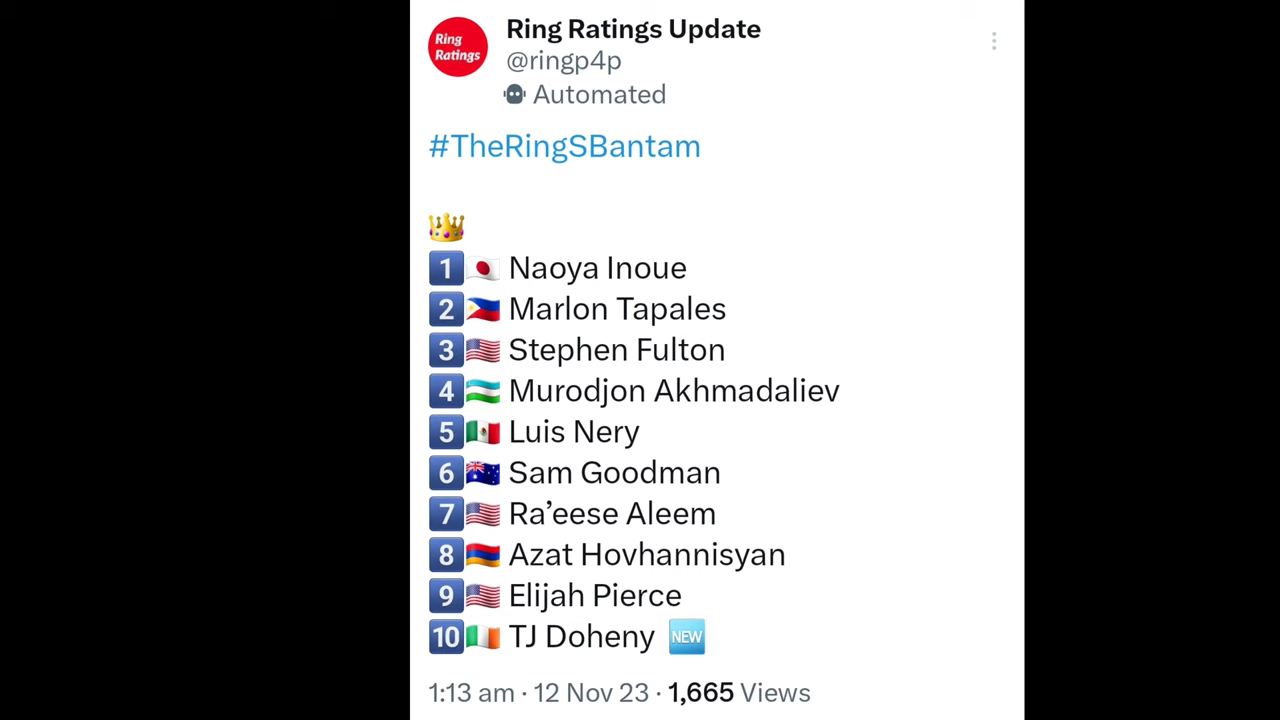 Ring Ratings
Ring Ratings Update
@ringp4p
Automated
#TheRingSBantam
👑
1️⃣🇯🇵 Naoya Inoue
2️⃣🇵🇭 Marlon Tapales
3️⃣🇺🇸 Stephen Fulton
4️⃣🇺🇿 Murodjon Akhmadaliev
5️⃣🇲🇽 Luis Nery
6️⃣🇦🇺 Sam Goodman
7️⃣🇺🇸 Ra’eese Aleem
8️⃣🇦🇲 Azat Hovhannisyan
9️⃣🇺🇸 Elijah Pierce
🔟🇮🇪 TJ Doheny 🆕
1:13 am · 12 Nov 23 · 1,665 Views